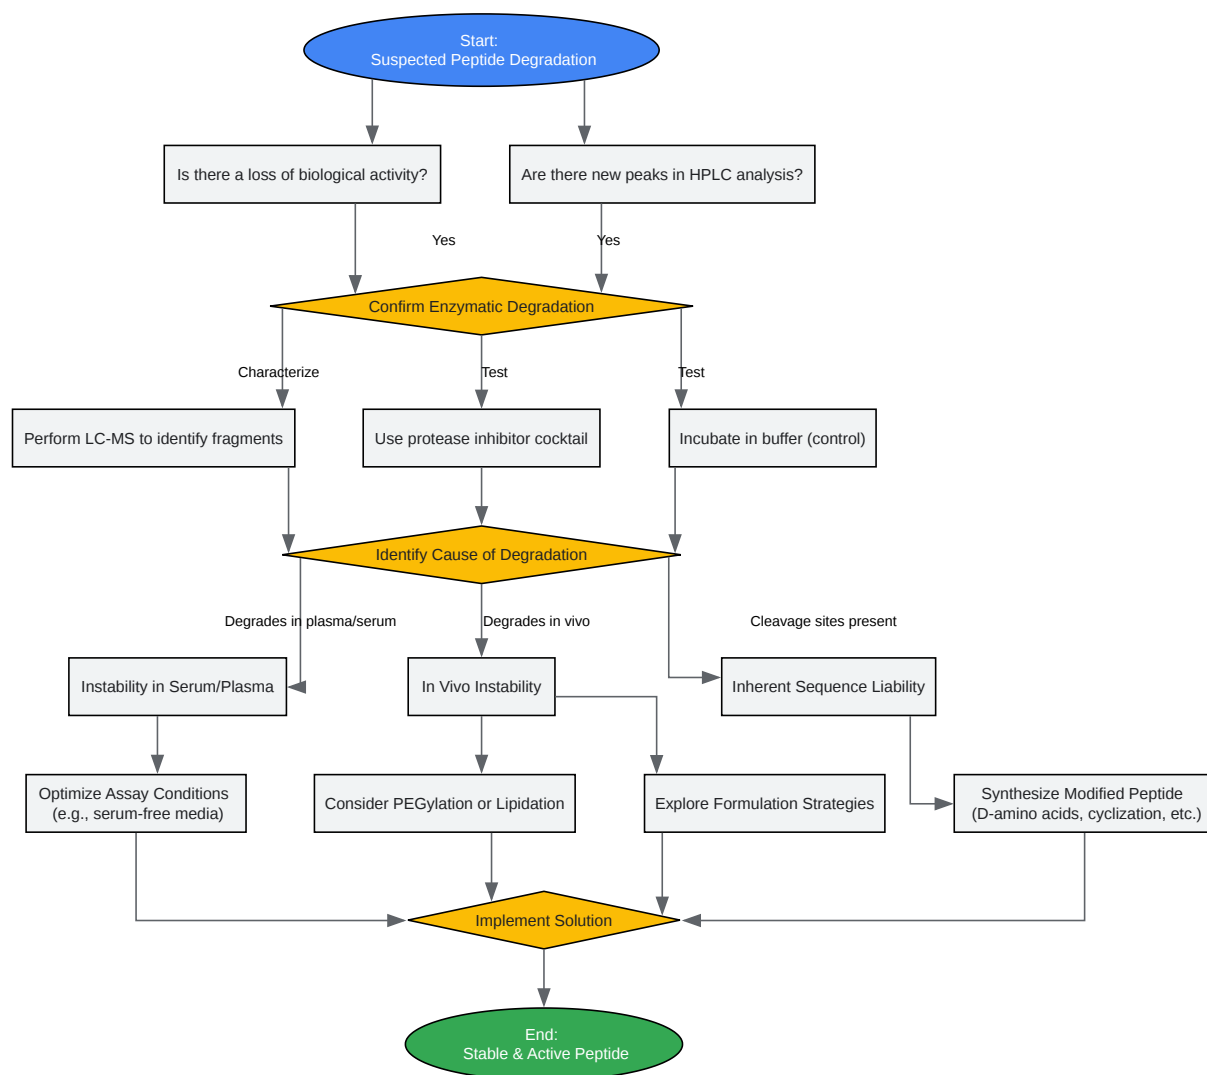 Start:
Suspected Peptide Degradation
Is there a loss of biological activity?
Are there new peaks in HPLC analysis?
Yes
Yes
Confirm Enzymatic Degradation
Characterize
Test
Test
Perform LC-MS to identify fragments
Use protease inhibitor cocktail
Incubate in buffer (control)
Identify Cause of Degradation
Degrades in plasma/serum
Degrades in vivo
Cleavage sites present
Instability in Serum/Plasma
In Vivo Instability
Inherent Sequence Liability
Optimize Assay Conditions
(e.g., serum-free media)
Consider PEGylation or Lipidation
Explore Formulation Strategies
Synthesize Modified Peptide
(D-amino acids, cyclization, etc.)
Implement Solution
End:
Stable & Active Peptide